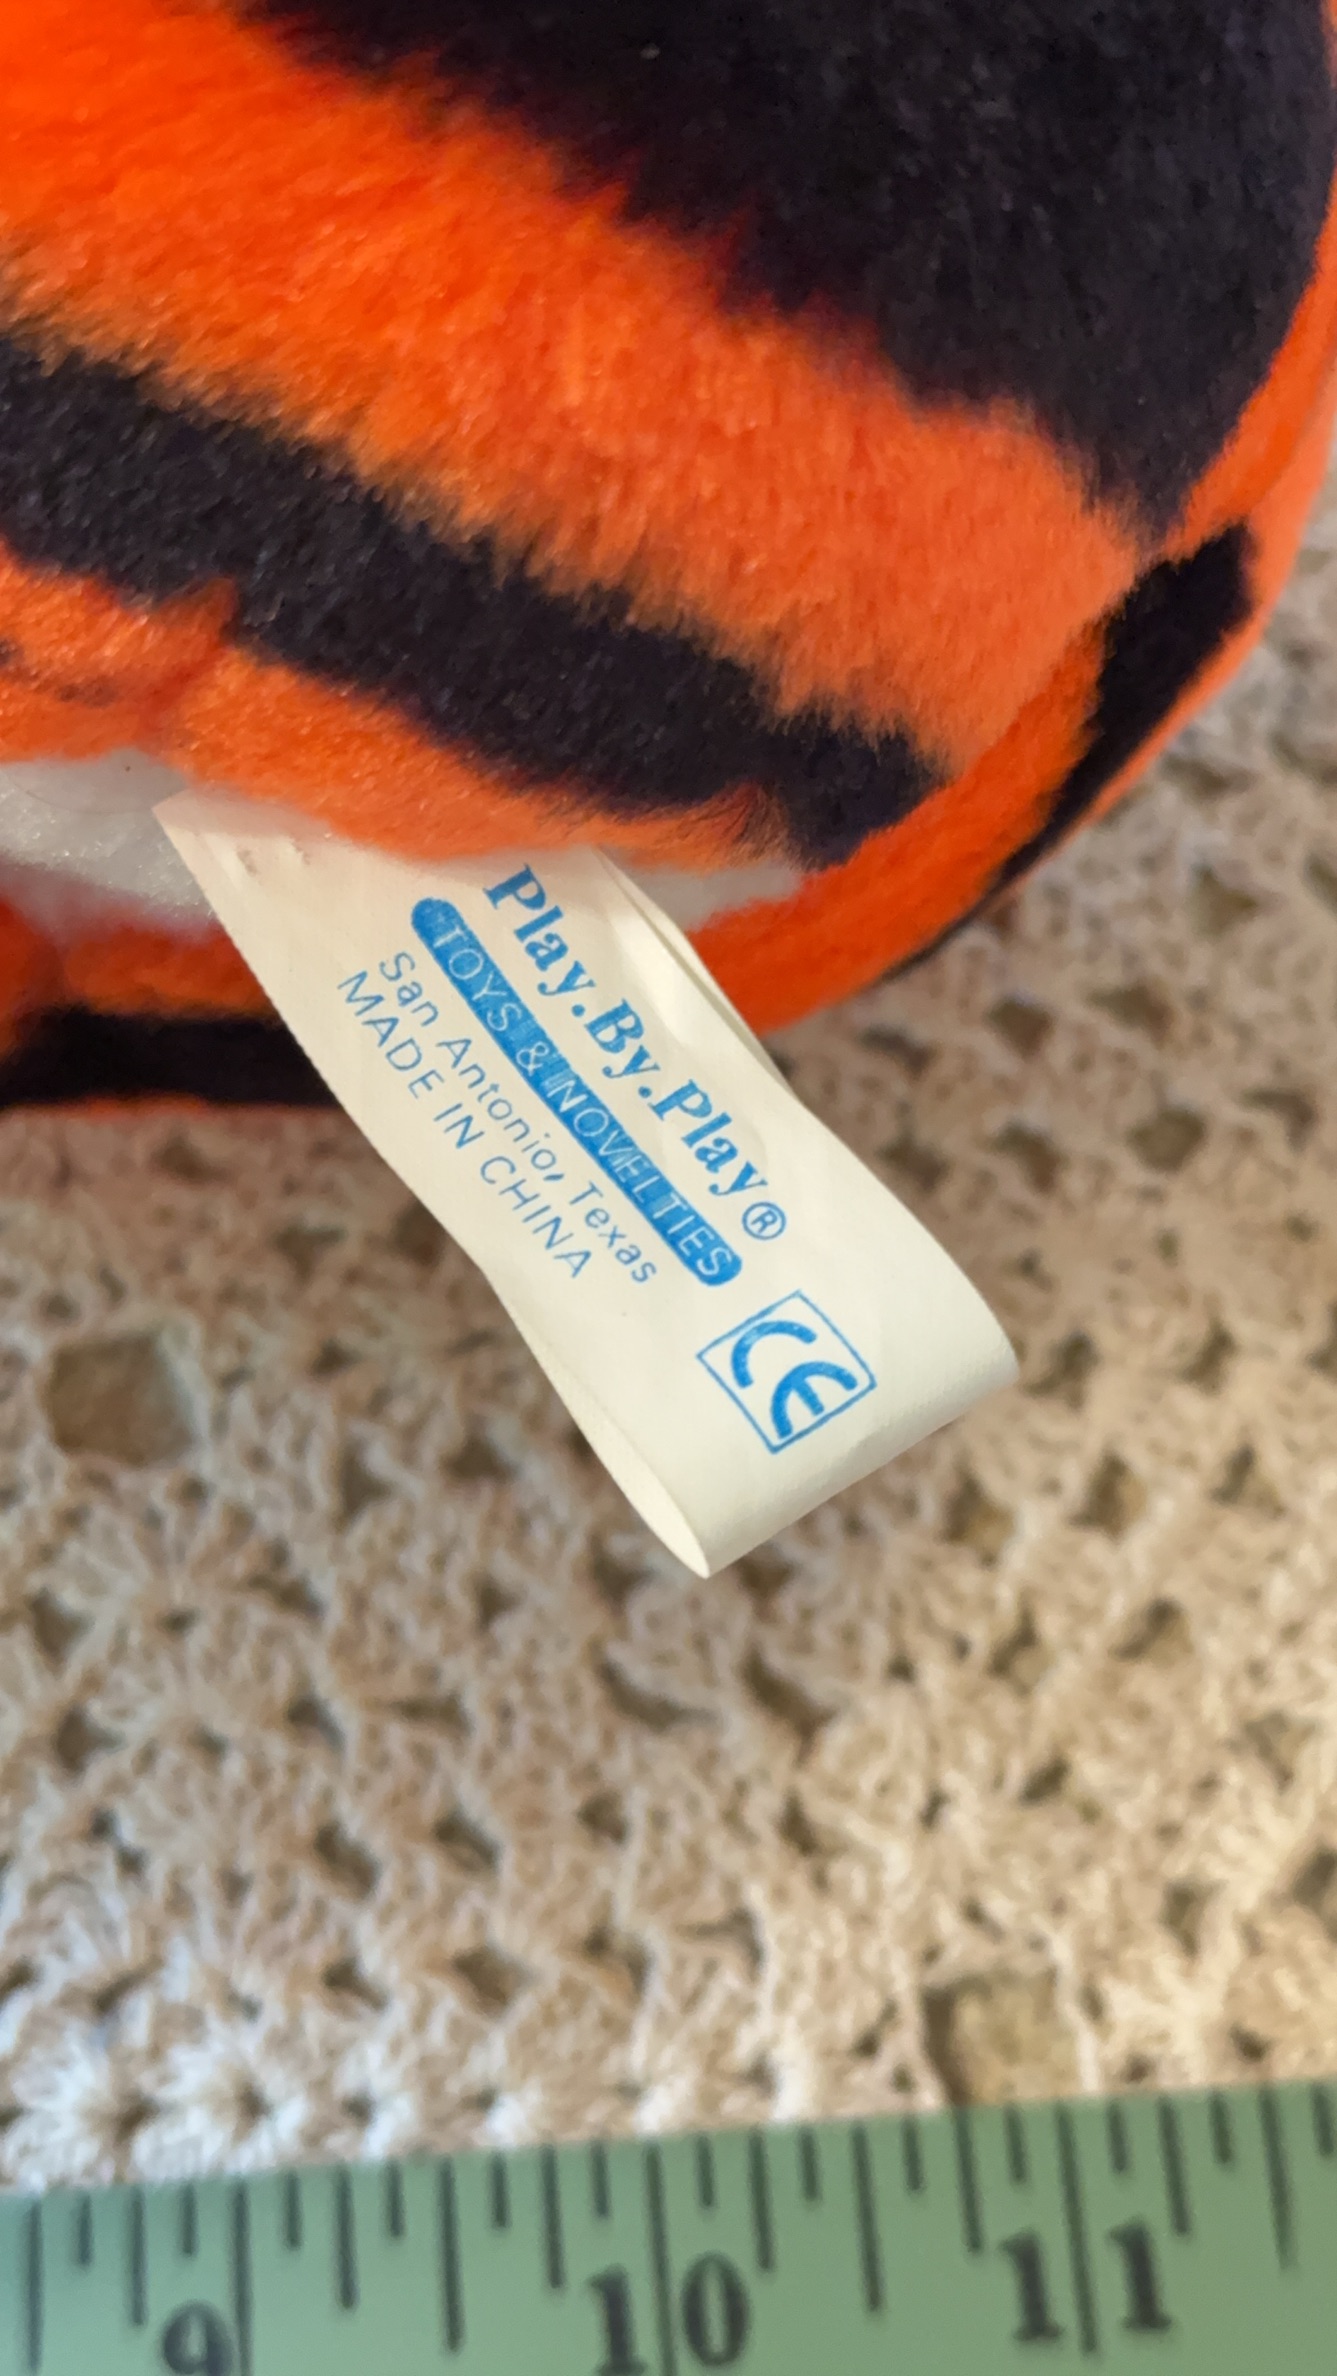 Play.By.Play®
TOYS & NOVELTIES
San Antonio, Texas
MADE IN CHINA
CE
9 10 11